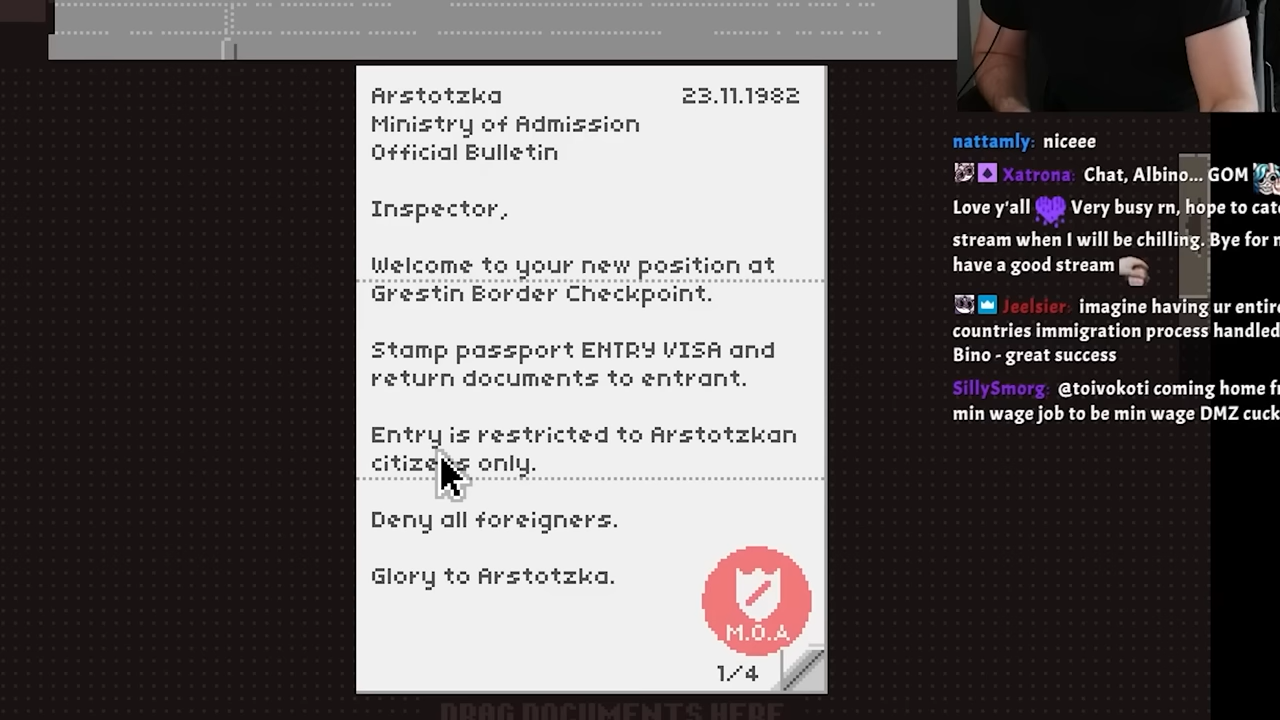 Arstotzka 23.11.1982
Ministry of Admission
Official Bulletin
Inspector,
Welcome to your new position at
Grestin Border Checkpoint.
Stamp passport ENTRY VISA and
return documents to entrant.
Entry is restricted to Arstotzkan
citizens only.
Deny all foreigners.
Glory to Arstotzka.
M.O.A
1/4
DRAG DOCUMENTS HERE
nattamly: niceee
Xatrona: Chat, Albino... GOM
Love y'all Very busy rn, hope to
stream when I will be chilling. Bye for
have a good stream
Jeelsier: imagine having ur
countries immigration process handled
Bino - great success
SillySmorg: @toivokoti coming home
min wage job to be min wage DMZ